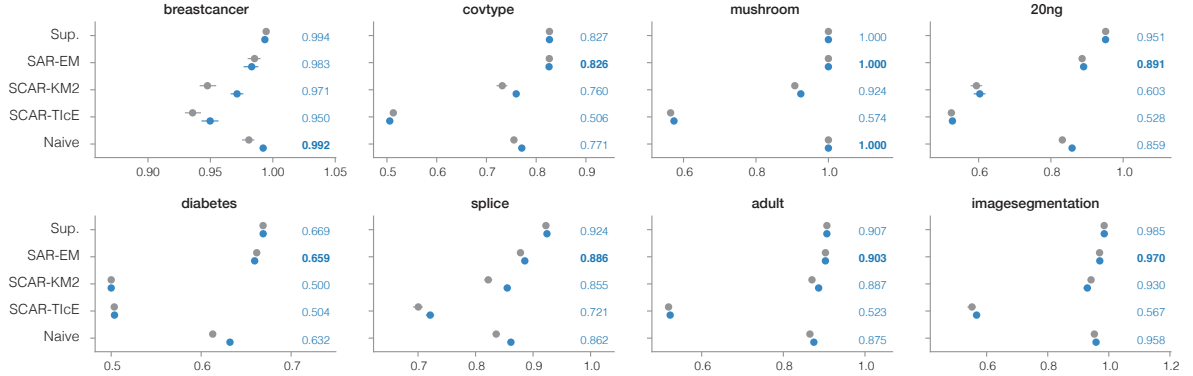 breastcancer covtype mushroom 20ng
Sup. 0.994 0.827 1.000 0.951
SAR-EM 0.983 0.826 1.000 0.891
SCAR-KM2 0.971 0.760 0.924 0.603
SCAR-TIcE 0.950 0.506 0.574 0.528
Naive 0.992 0.771 1.000 0.859
0.90 0.95 1.00 1.05 0.5 0.6 0.7 0.8 0.9 0.6 0.8 1.0 0.6 0.8 1.0
diabetes splice adult imagesegmentation
Sup. 0.669 0.924 0.907 0.985
SAR-EM 0.659 0.886 0.903 0.970
SCAR-KM2 0.500 0.855 0.887 0.930
SCAR-TIcE 0.504 0.721 0.523 0.567
Naive 0.632 0.862 0.875 0.958
0.5 0.6 0.7 0.7 0.8 0.9 1.0 0.6 0.8 1.0 0.6 0.8 1.0 1.2